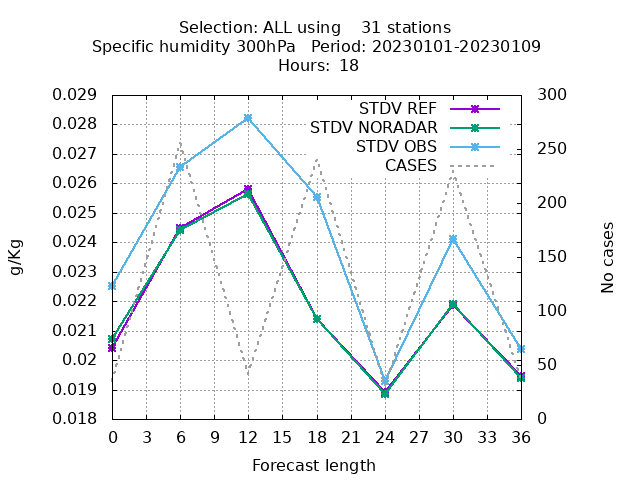 Selection: ALL using    31 stations
Specific humidity 300hPa   Period: 20230101-20230109
Hours:  18
STDV REF
STDV NORADAR
STDV OBS
CASES
g/Kg
0.029
0.028
0.027
0.026
0.025
0.024
0.023
0.022
0.021
0.02
0.019
0.018
300
250
200
150
100
50
0
No cases
0 3 6 9 12 15 18 21 24 27 30 33 36
Forecast length